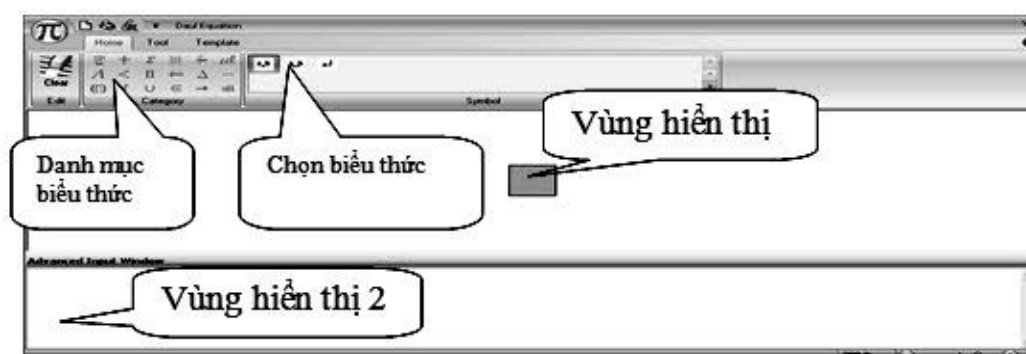 π Daul Equation
Home Tool Template
Clear
Edit Category Symbol
Vùng hiển thị
Danh mục
biểu thức
Chọn biểu thức
Advanced Input Window
Vùng hiển thị 2